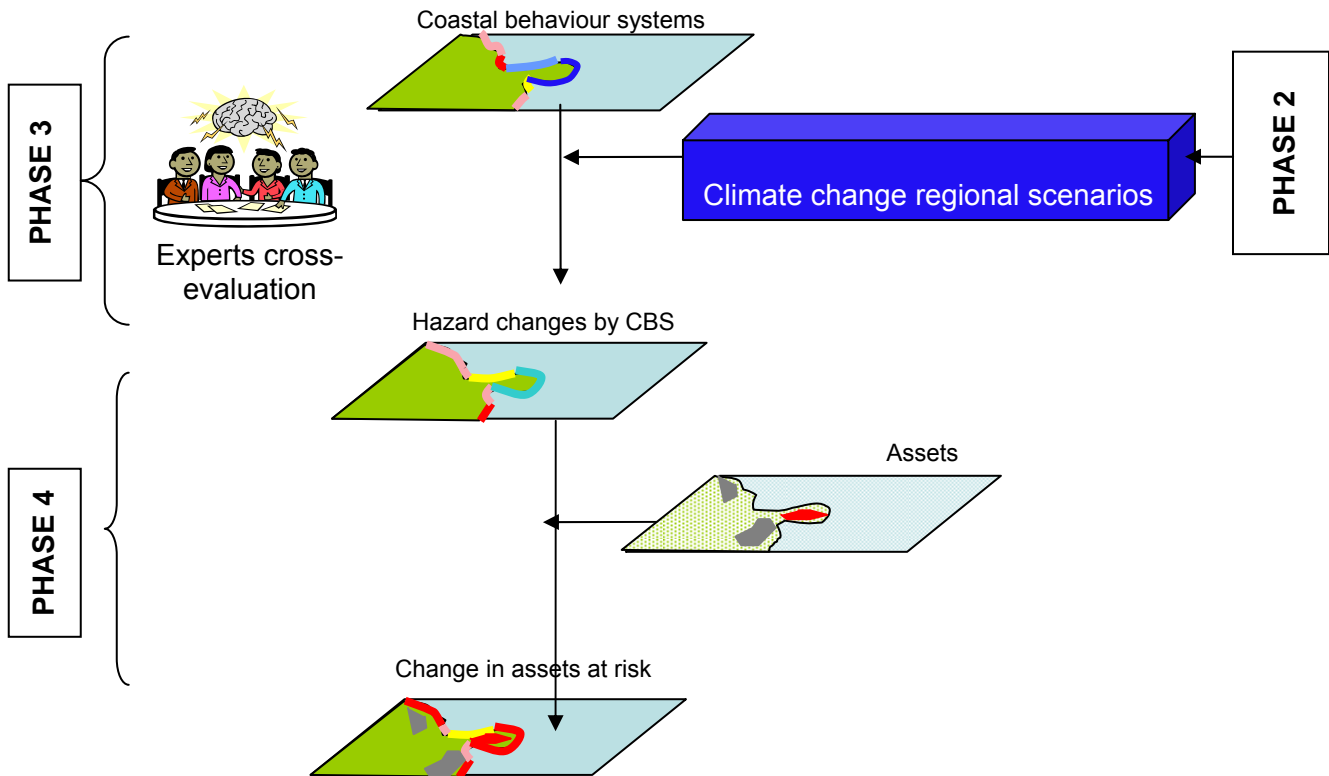 Coastal behaviour systems
PHASE 3
PHASE 2
Climate change regional scenarios
Experts cross-
evaluation
Hazard changes by CBS
Assets
PHASE 4
Change in assets at risk